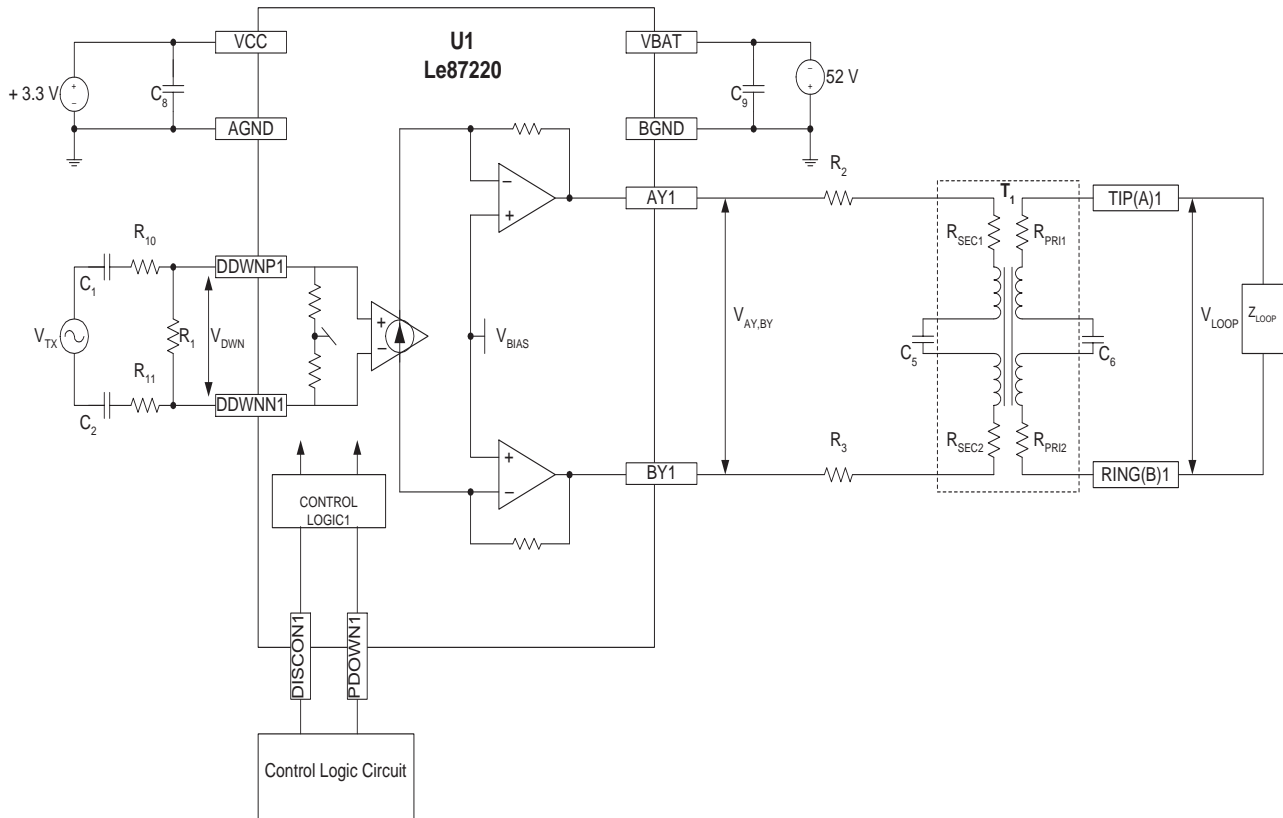 U1
Le87220
VCC
VBAT
+ 3.3 V
C8
C9
52 V
AGND
BGND
R2
T1
AY1
TIP(A)1
RSEC1
RPRI1
R10
DDWNP1
C1
VTX
R1
VDWN
VBIAS
VAY,BY
C5
C6
VLOOP
ZLOOP
R11
DDWNN1
C2
R3
RSEC2
RPRI2
BY1
RING(B)1
CONTROL
LOGIC1
DISCON1
PDOWN1
Control Logic Circuit